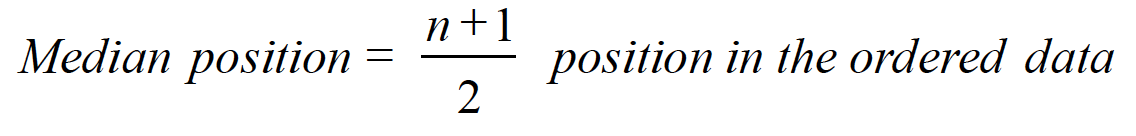 Median position = n+1/2 position in the ordered data